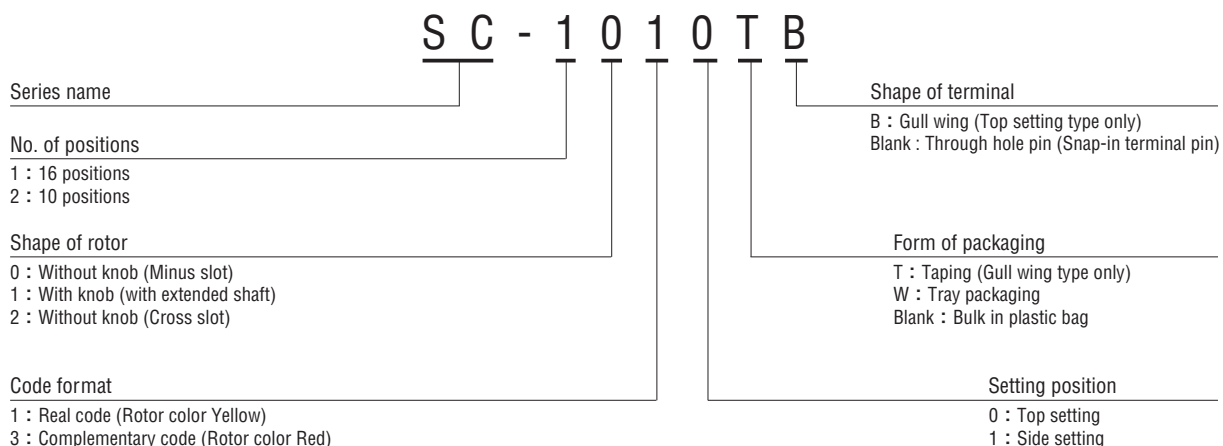 SC-1010TB
Series name
No. of positions
1 : 16 positions
2 : 10 positions
Shape of rotor
0 : Without knob (Minus slot)
1 : With knob (with extended shaft)
2 : Without knob (Cross slot)
Code format
1 : Real code (Rotor color Yellow)
3 : Complementary code (Rotor color Red)
Shape of terminal
B : Gull wing (Top setting type only)
Blank : Through hole pin (Snap-in terminal pin)
Form of packaging
T : Taping (Gull wing type only)
W : Tray packaging
Blank : Bulk in plastic bag
Setting position
0 : Top setting
1 : Side setting